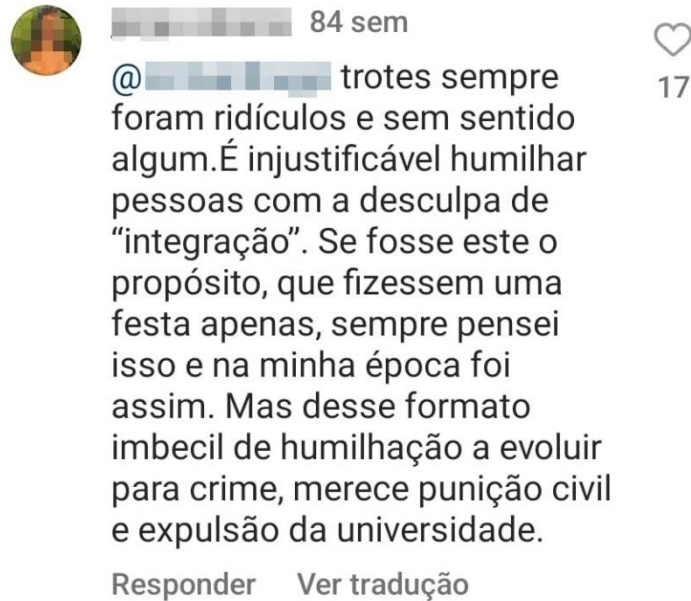 84 sem
@ trotes sempre
17
foram ridículos e sem sentido
algum.É injustificável humilhar
pessoas com a desculpa de
“integração”. Se fosse este o
propósito, que fizessem uma
festa apenas, sempre pensei
isso e na minha época foi
assim. Mas desse formato
imbecil de humilhação a evoluir
para crime, merece punição civil
e expulsão da universidade.
Responder Ver tradução